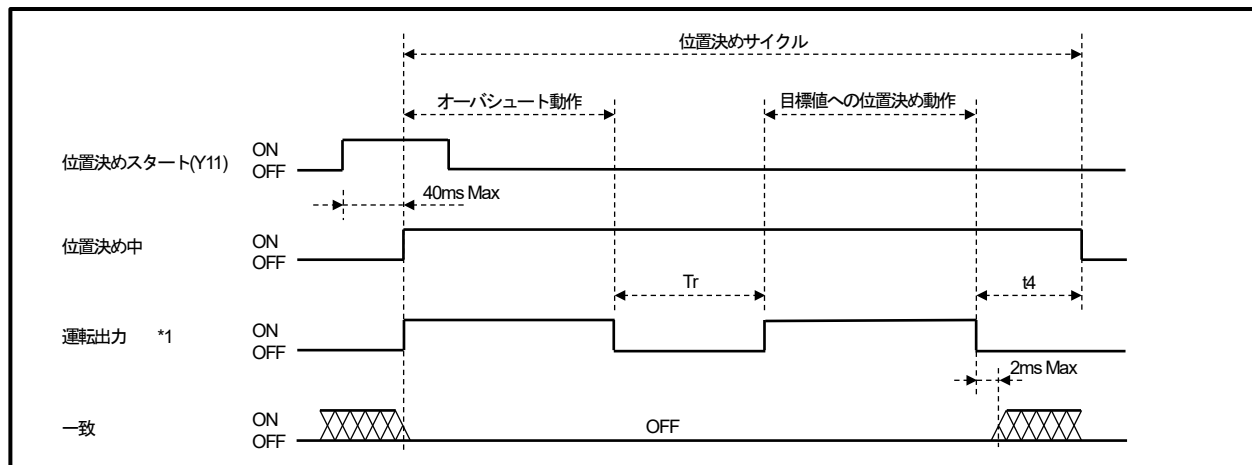 位置決めサイクル
オーバシュート動作
目標値への位置決め動作
位置決めスタート(Y11)
ON
OFF
40ms Max
位置決め中
ON
OFF
Tr
t4
運転出力 *1
ON
OFF
2ms Max
一致
ON
OFF
OFF